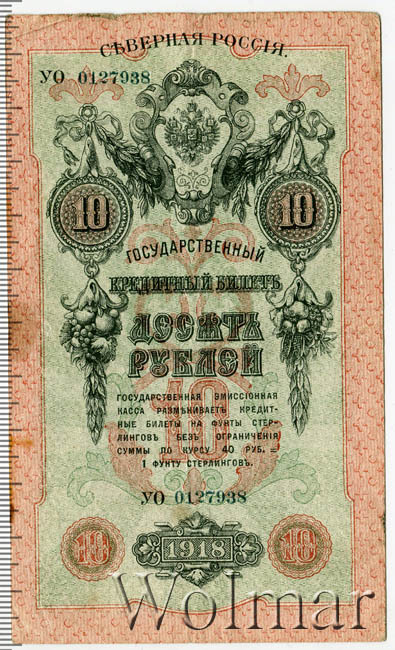 СѢВЕРНАЯ РОССІЯ.
УО 0127938
10 10
ГОСУДАРСТВЕННЫЙ
КРЕДИТНЫЙ БИЛЕТЪ
ДЕСЯТЬ
РУБЛЕЙ
ГОСУДАРСТВЕННАЯ ЭМИССІОННАЯ
КАССА РАЗМѢНИВАЕТЪ КРЕДИТ-
НЫЕ БИЛЕТЫ НА ФУНТЫ СТЕР-
ЛИНГОВЪ БЕЗЪ ОГРАНИЧЕНІЯ
СУММЫ ПО КУРСУ 40 РУБ. =
1 ФУНТУ СТЕРЛИНГОВЪ.
10
УО 0127938
10 1918 10
Wolmar